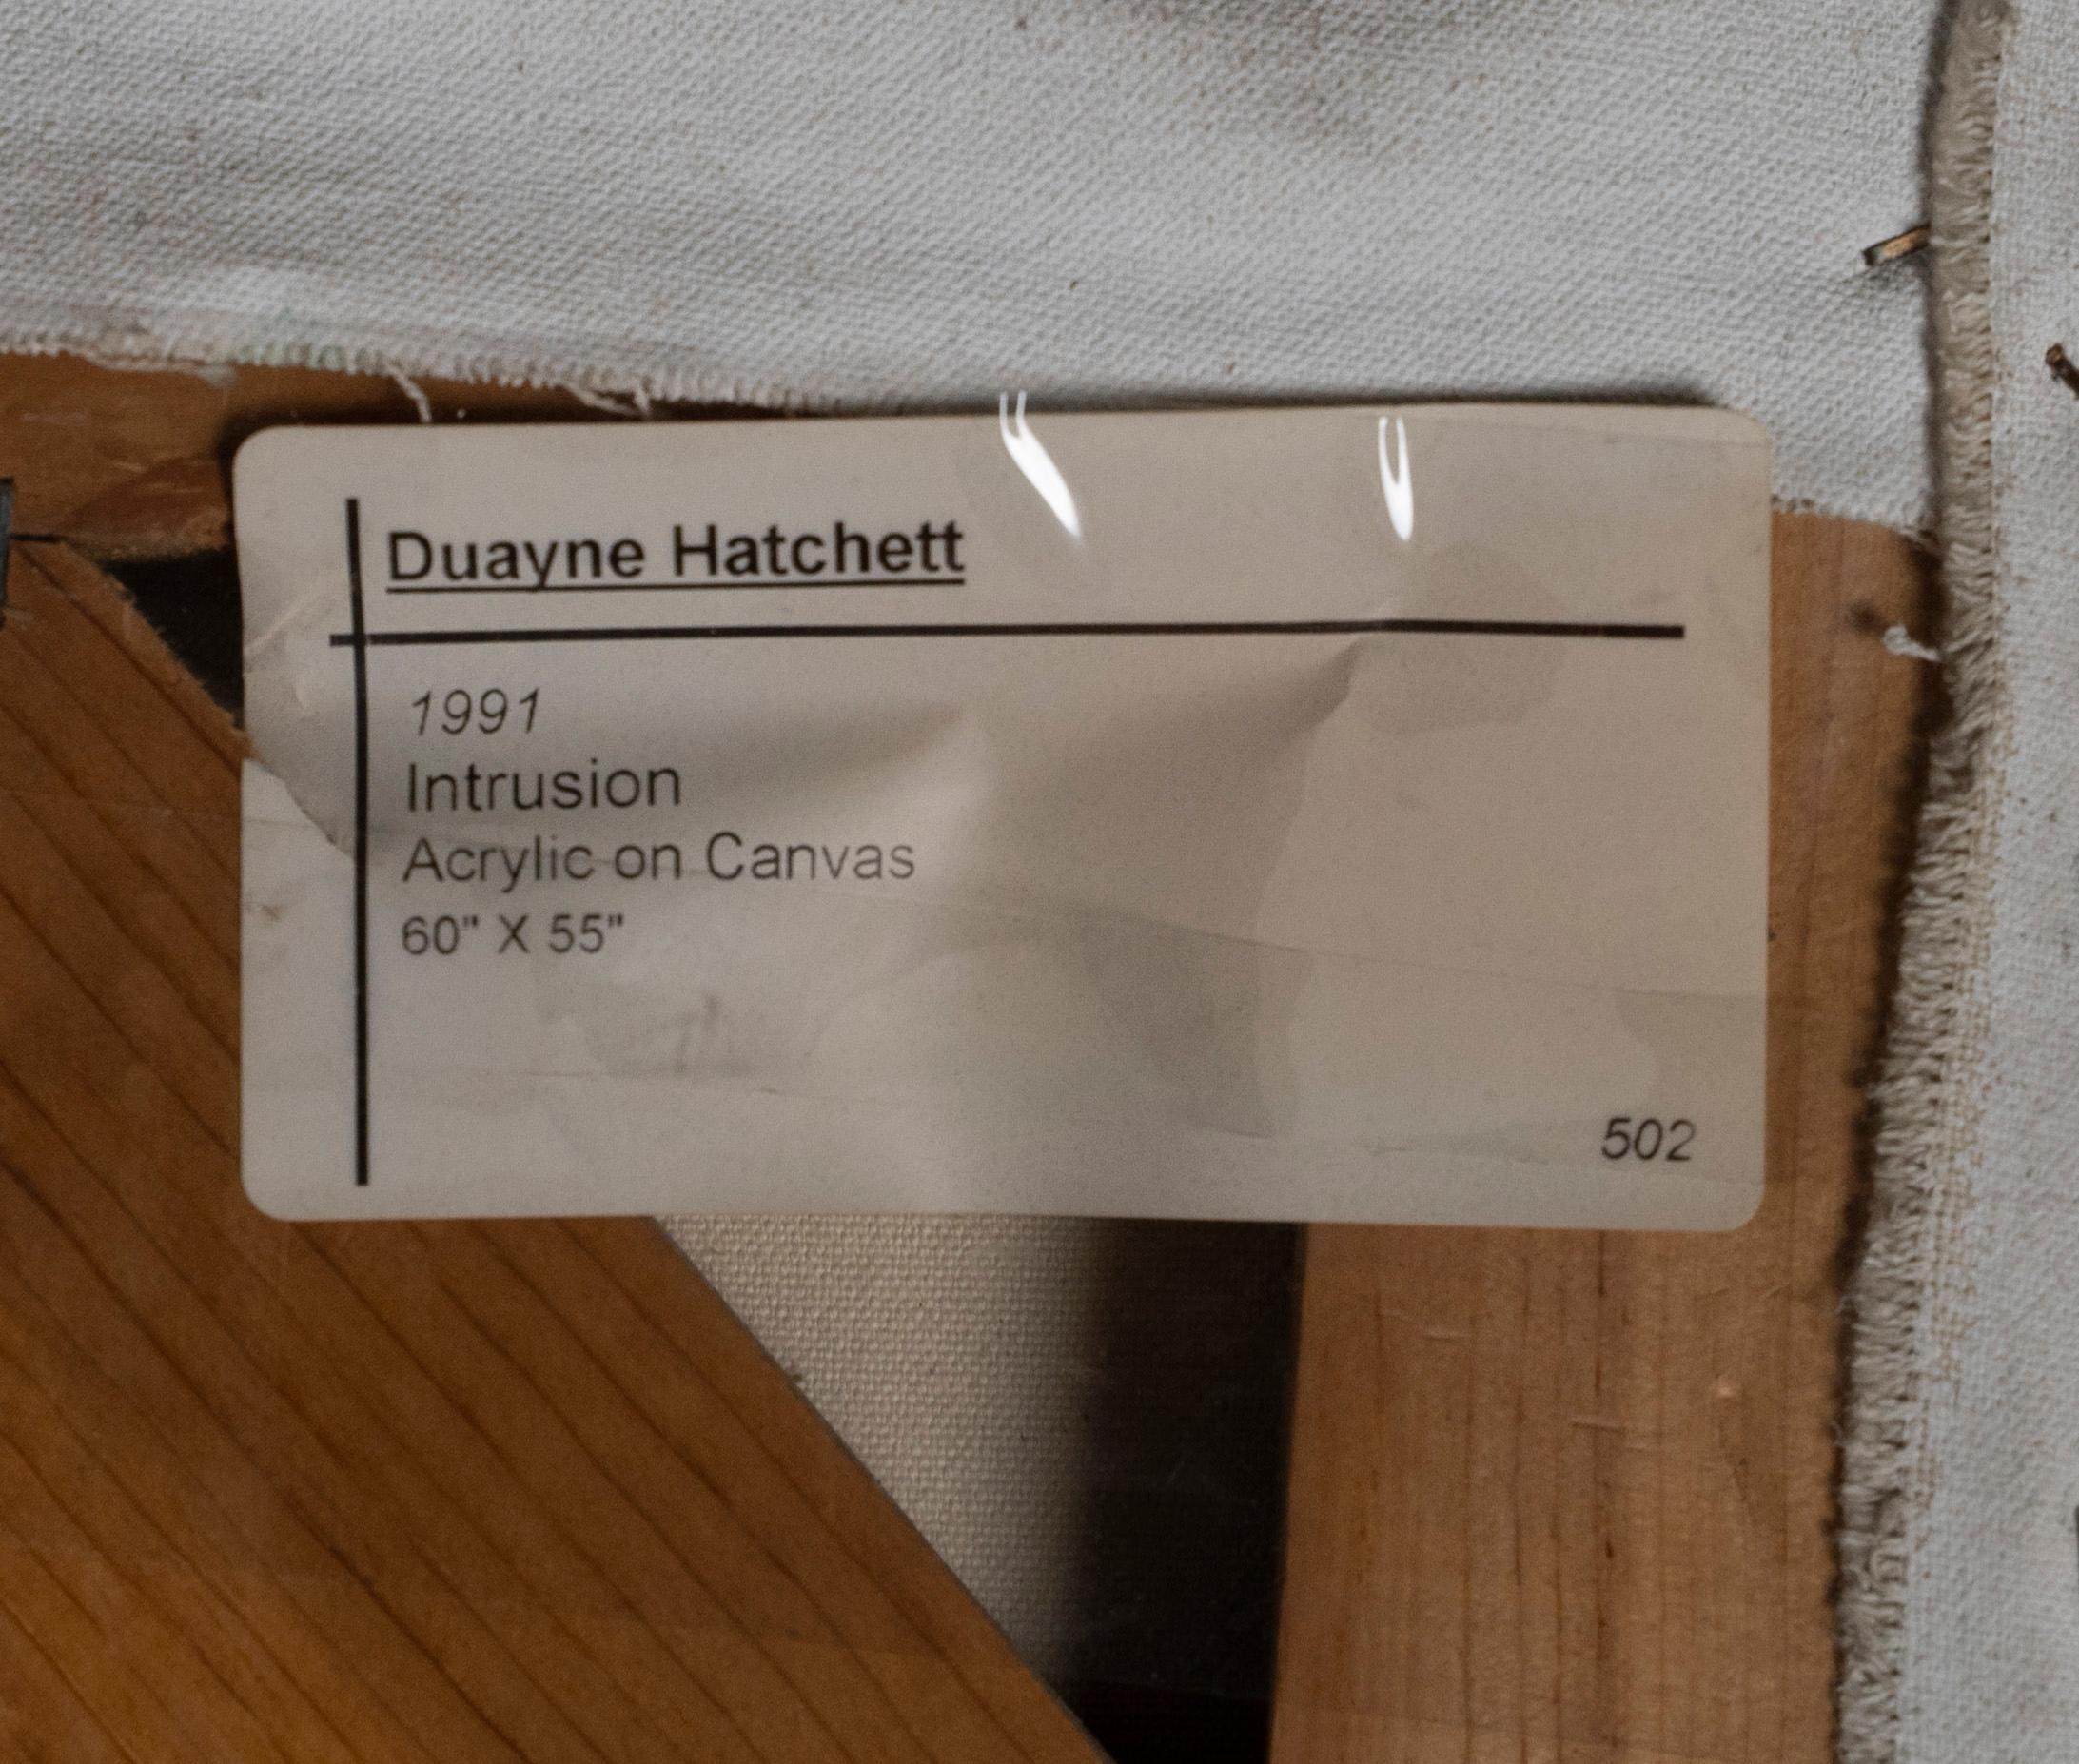 Duayne Hatchett
1991
Intrusion
Acrylic on Canvas
60" X 55"
502